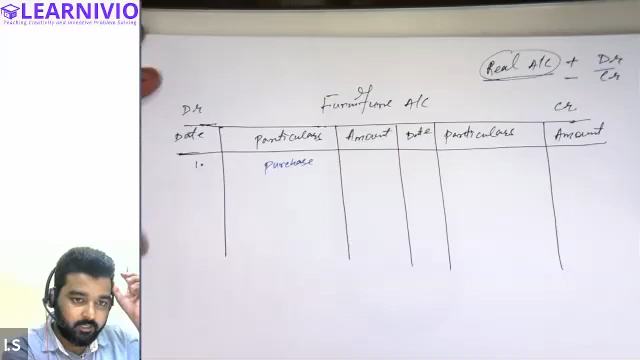 LEARNIVIO
Teaching Creativity and Inventive Problem Solving
Real A/C + Dr
- Cr
Dr Furniture A/C Cr
Date Particulars Amount Date Particulars Amount
1. Purchase
I.S